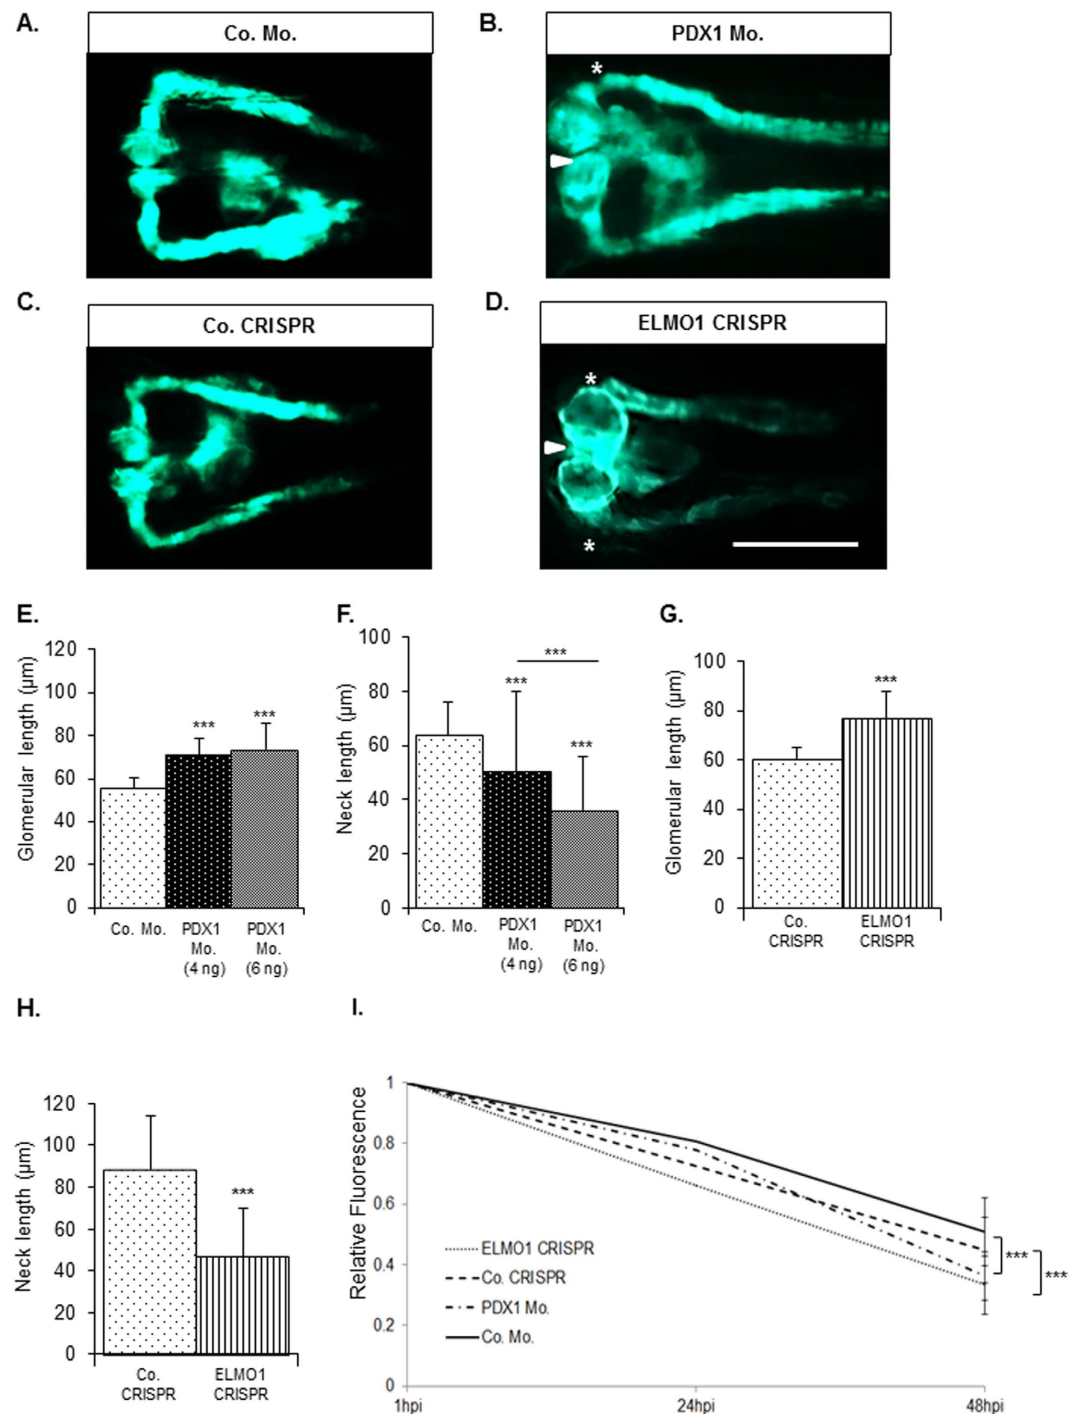 A.
Co. Mo.
B.
PDX1 Mo.
*
C.
Co. CRISPR
D.
ELMO1 CRISPR
*
*
E.
Glomerular length (µm)
120
100
80
60
40
20
0
***
***
Co. Mo.
PDX1
Mo.
(4 ng)
PDX1
Mo.
(6 ng)
F.
Neck length (µm)
100
80
60
40
20
0
***
***
***
Co. Mo.
PDX1
Mo.
(4 ng)
PDX1
Mo.
(6 ng)
G.
Glomerular length (µm)
100
80
60
40
20
0
***
Co.
CRISPR
ELMO1
CRISPR
H.
Neck length (µm)
120
100
80
60
40
20
0
***
Co.
CRISPR
ELMO1
CRISPR
I.
Relative Fluorescence
1
0.8
0.6
0.4
0.2
0
ELMO1 CRISPR
Co. CRISPR
PDX1 Mo.
Co. Mo.
***
***
1hpi
24hpi
48hpi